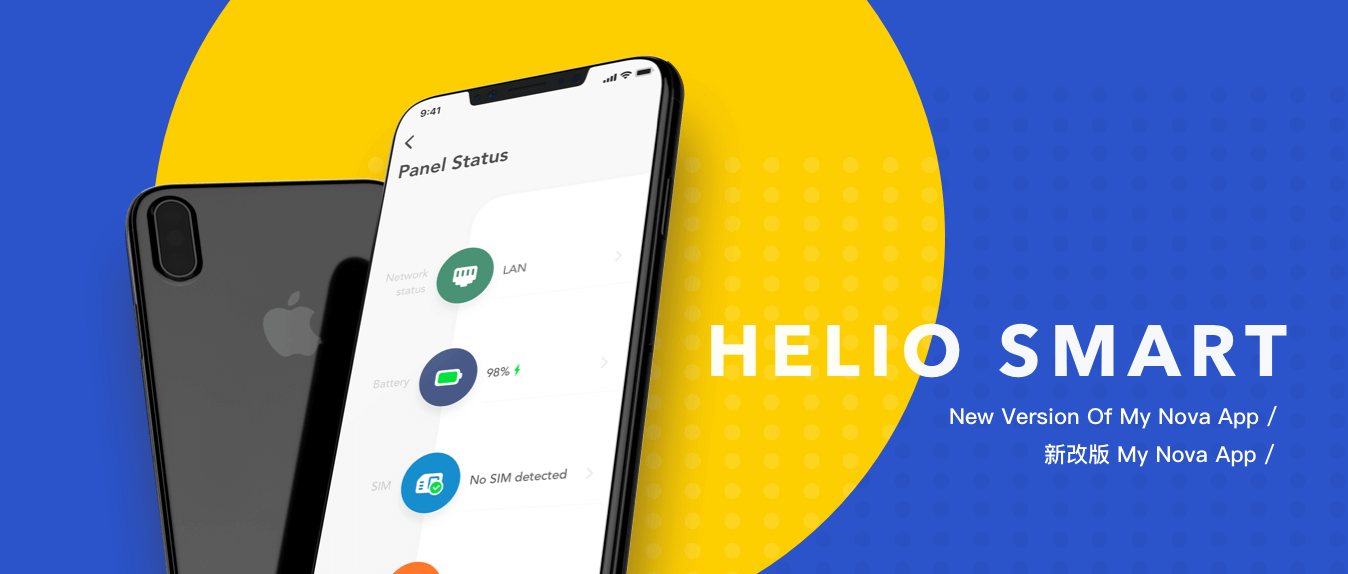 9:41
Panel Status
Network
status
LAN
Battery
98%
SIM
No SIM detected
HELIO SMART
New Version Of My Nova App /
新改版 My Nova App /